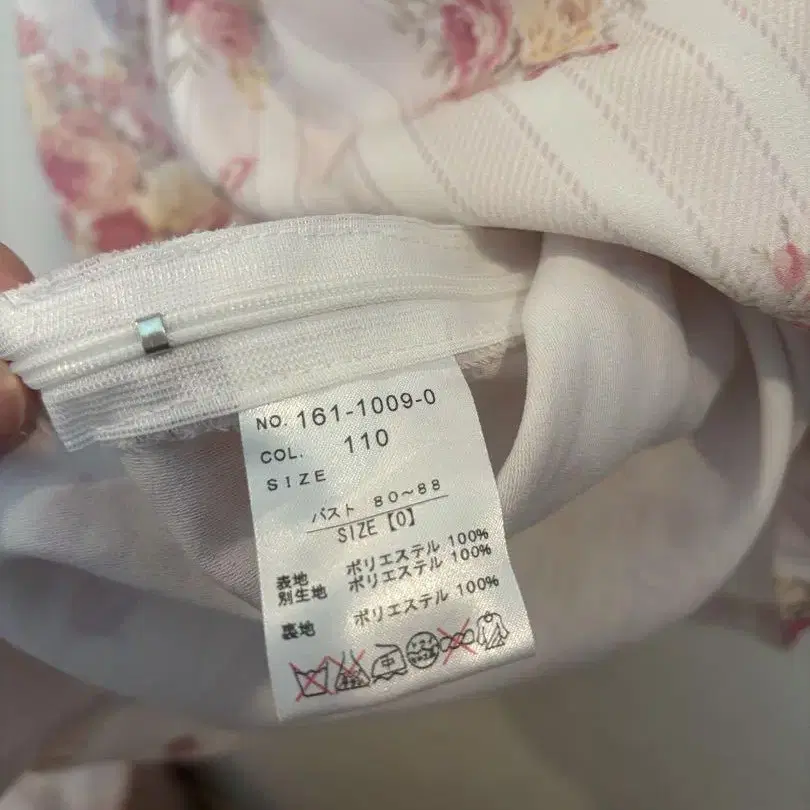 NO. 161-1009-0
COL. 110
SIZE
バスト 80~88
SIZE【0】
表地 ポリエステル 100%
別生地 ポリエステル 100%
裏地 ポリエステル 100%
中